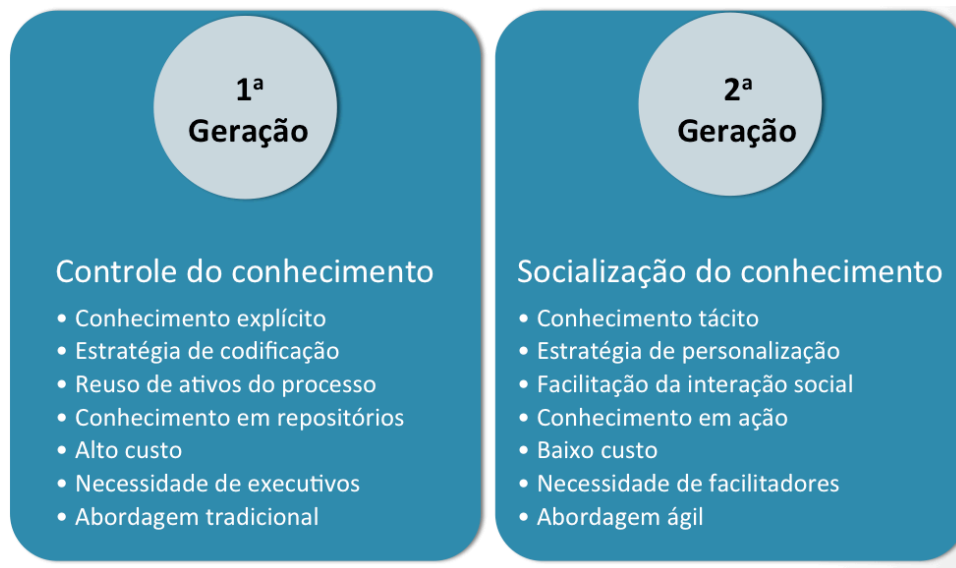 1ª
Geração
Controle do conhecimento
• Conhecimento explícito
• Estratégia de codificação
• Reuso de ativos do processo
• Conhecimento em repositórios
• Alto custo
• Necessidade de executivos
• Abordagem tradicional
2ª
Geração
Socialização do conhecimento
• Conhecimento tácito
• Estratégia de personalização
• Facilitação da interação social
• Conhecimento em ação
• Baixo custo
• Necessidade de facilitadores
• Abordagem ágil